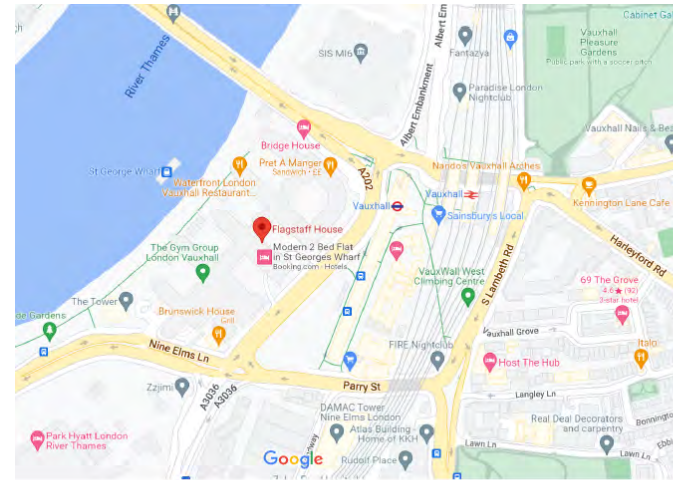 Cabinet Gal
Vauxhall
Pleasure
Gardens
Public park with a soccer pitch
River Thames
SIS MI6
Albert Em
Fantazya
Albert Embankment
Paradise London
Nightclub
Bridge House
Vauxhall Nails & Bea
St George Wharf
Pret A Manger
Sandwich • ££
A202
Nando's Vauxhall Arches
Waterfront London
Vauxhall Restaurant...
Vauxhall
Vauxhall
Sainsbury's Local
Kennington Lane Cafe
Flagstaff House
Modern 2 Bed Flat
in St Georges Wharf
Booking.com · Hotels
Harleyford Rd
The Gym Group
London Vauxhall
S Lambeth Rd
VauxWall West
Climbing Centre
69 The Grove
4.6 ★ (92)
3-star hotel
The Tower
de Gardens
Brunswick House
Grill
Vauxhall Grove
Nine Elms Ln
FIRE Nightclub
Italo
Host The Hub
Zzjimi
A3036
A3036
Parry St
Langley Ln
DAMAC Tower
Nine Elms London
Real Deal Decorators
and carpentry
Bonnington
Park Hyatt London
River Thames
Atlas Building -
Home of KKH
Lawn Ln
Lawn Ln
Ebb
Google
Rudolf Place